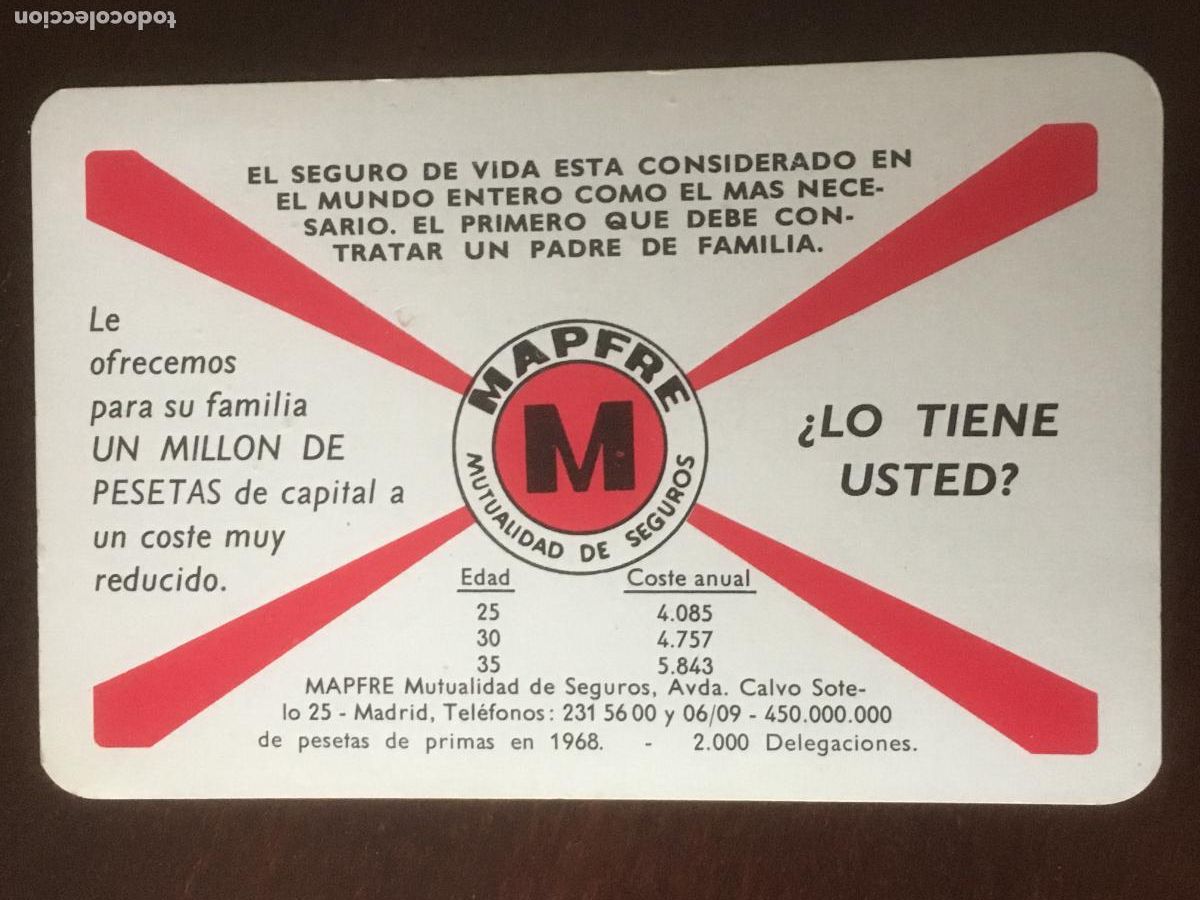 todocoleccion
EL SEGURO DE VIDA ESTA CONSIDERADO EN
EL MUNDO ENTERO COMO EL MAS NECE-
SARIO. EL PRIMERO QUE DEBE CON-
TRATAR UN PADRE DE FAMILIA.
Le
ofrecemos
para su familia
UN MILLON DE
PESETAS de capital a
un coste muy
reducido.
MAPFRE
M
MUTUALIDAD DE SEGUROS
¿LO TIENE
USTED?
Edad Coste anual
25 4.085
30 4.757
35 5.843
MAPFRE Mutualidad de Seguros, Avda. Calvo Sote-
lo 25 - Madrid, Teléfonos: 231 56 00 y 06/09 - 450.000.000
de pesetas de primas en 1968. - 2.000 Delegaciones.